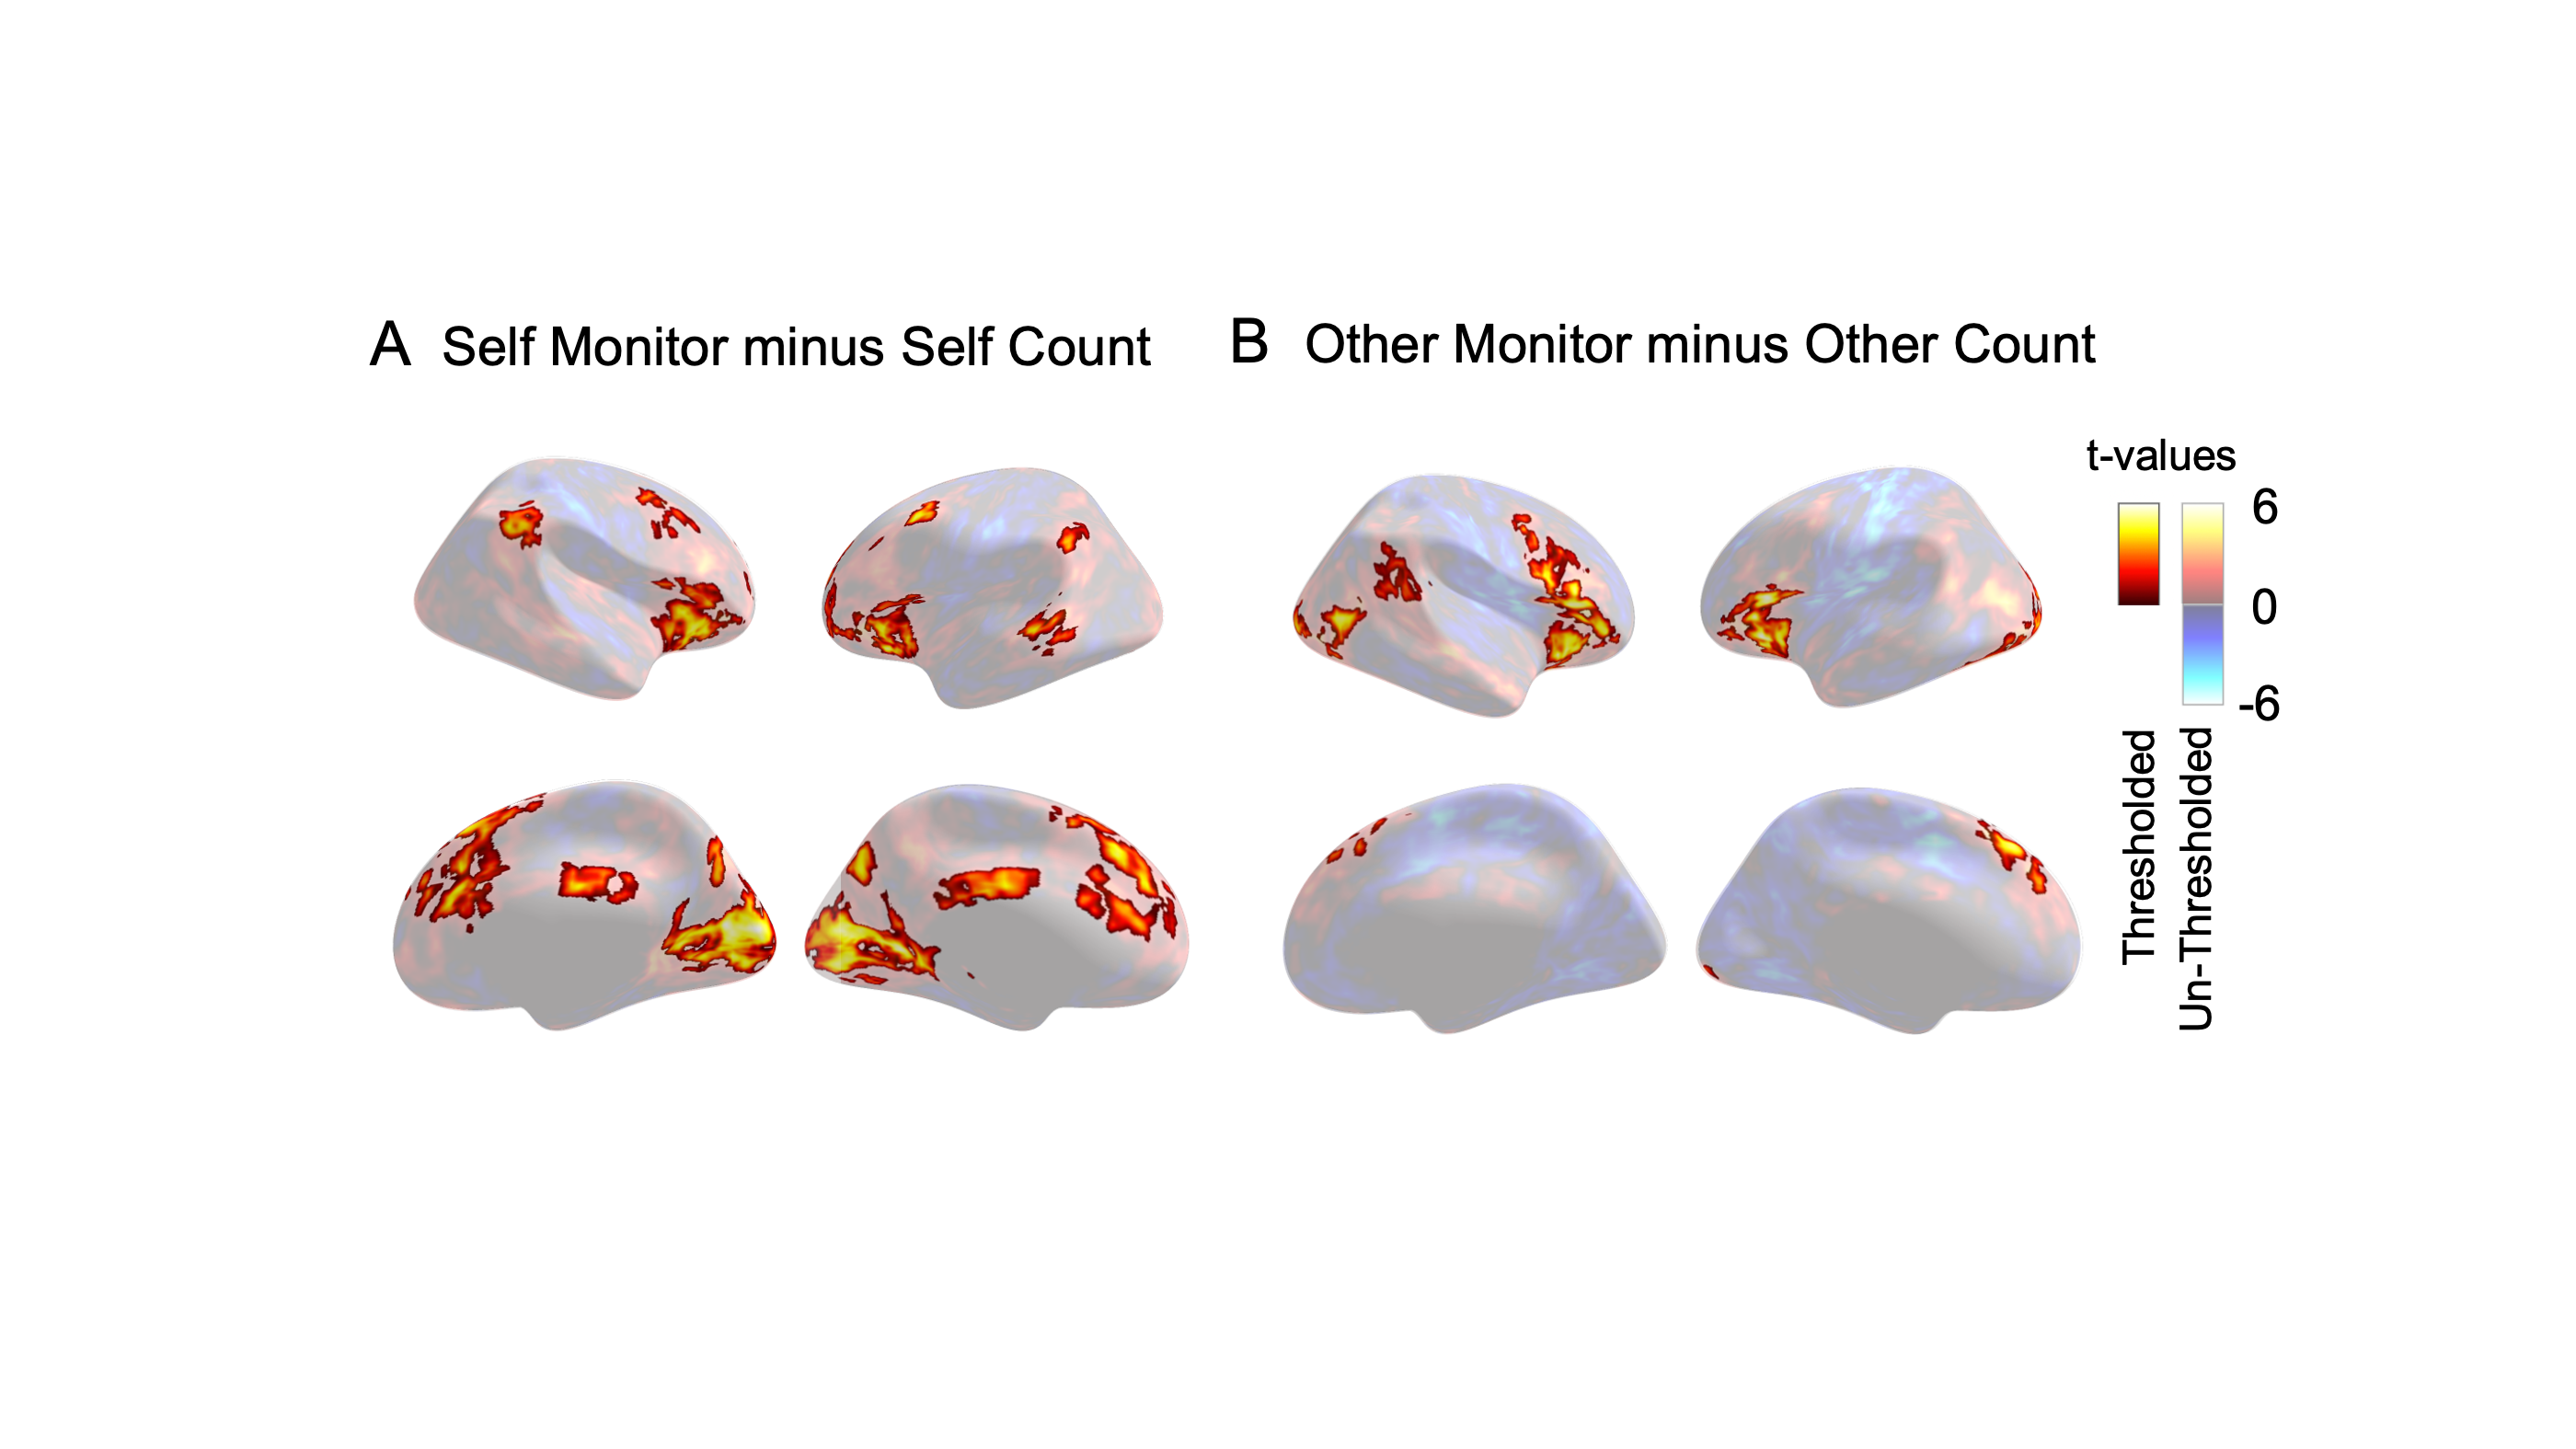 A Self Monitor minus Self Count
B Other Monitor minus Other Count
t-values
6
0
-6
Thresholded
Un-Thresholded